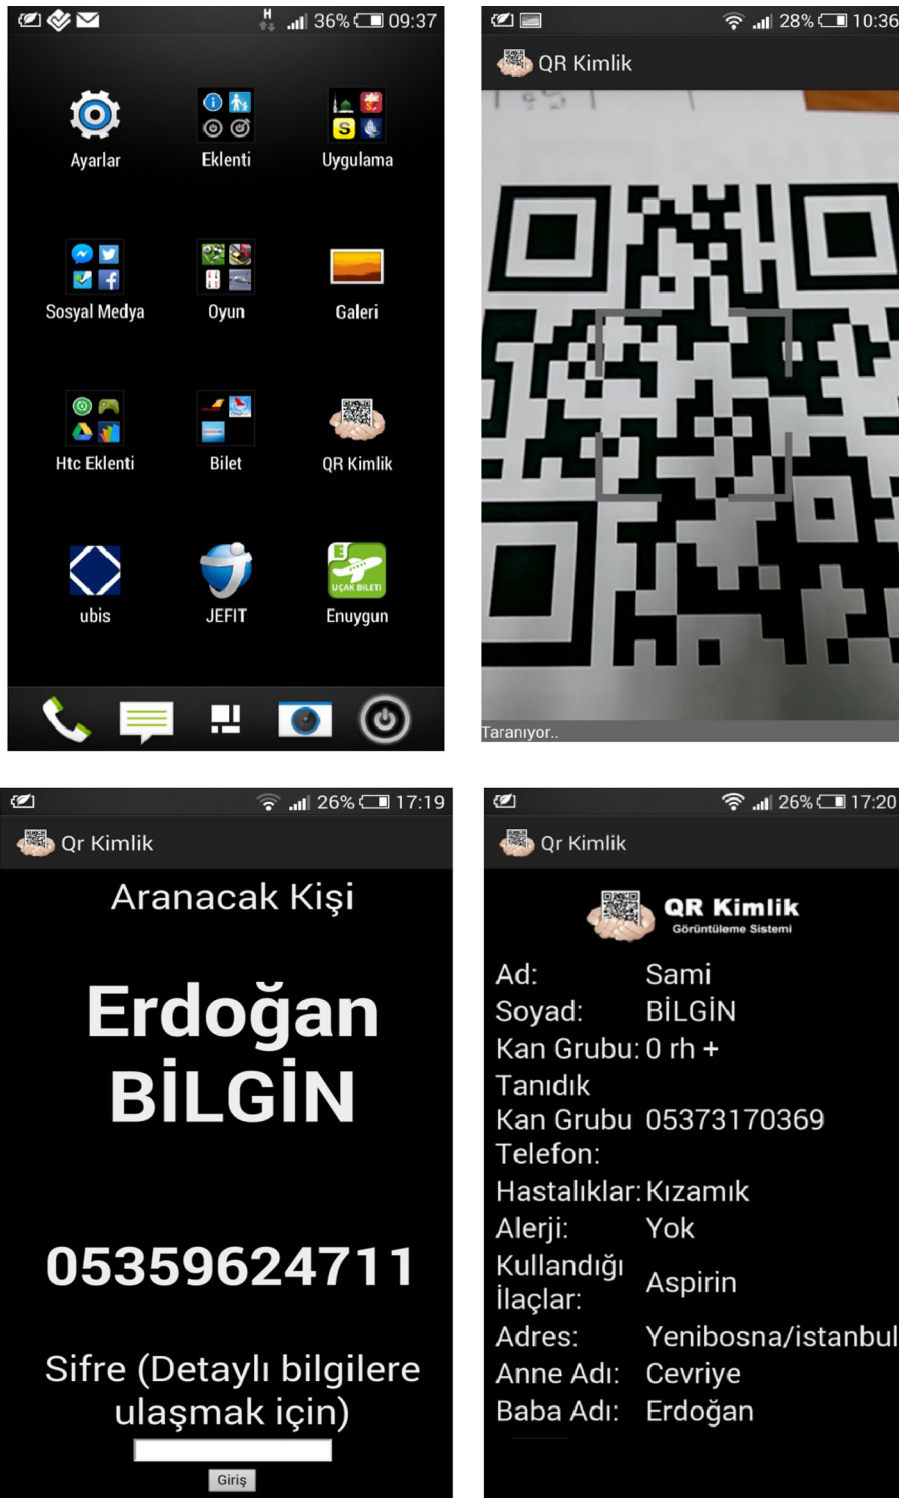 36% 09:37
Ayarlar
Eklenti
Uygulama
Sosyal Medya
Oyun
Galeri
Htc Eklenti
Bilet
QR Kimlik
E
UÇAK BİLETİ
ubis
JEFIT
Enuygun
28% 10:36
QR Kimlik
Taranıyor..
26% 17:19
Qr Kimlik
Aranacak Kişi
Erdoğan
BİLGİN
05359624711
Sifre (Detaylı bilgilere
ulaşmak için)
Giriş
26% 17:20
Qr Kimlik
QR Kimlik
Görüntüleme Sistemi
Ad: Sami
Soyad: BİLGİN
Kan Grubu: 0 rh +
Tanıdık
Kan Grubu 05373170369
Telefon:
Hastalıklar: Kızamık
Alerji: Yok
Kullandığı
İlaçlar: Aspirin
Adres: Yenibosna/istanbul
Anne Adı: Cevriye
Baba Adı: Erdoğan